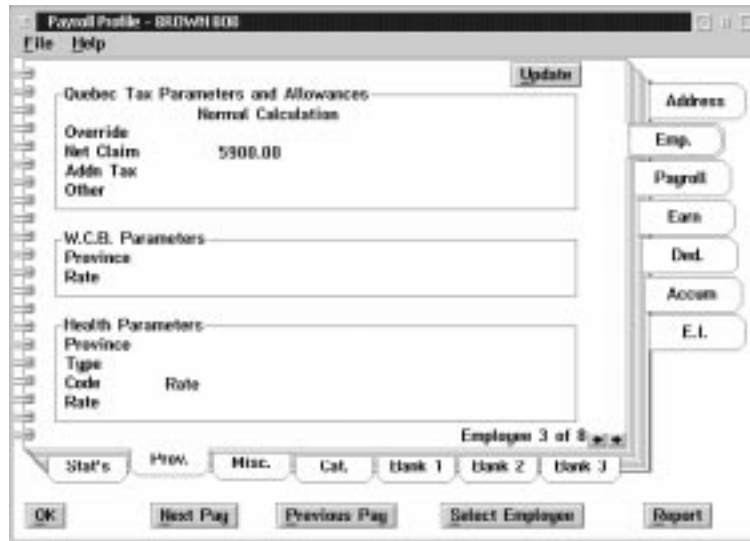 Payroll Profile - BROWN BOB
File Help
Update
Quebec Tax Parameters and Allowances
Normal Calculation
Override
Net Claim 5900.00
Addn Tax
Other
W.C.B. Parameters
Province
Rate
Health Parameters
Province
Type
Code Rate
Rate
Employee 3 of 8
Address
Emp.
Payroll
Earn
Ded.
Accum
E.I.
Stat's Prov. Misc. Cat. Bank 1 Bank 2 Bank 3
OK Next Pay Previous Pay Select Employee Report